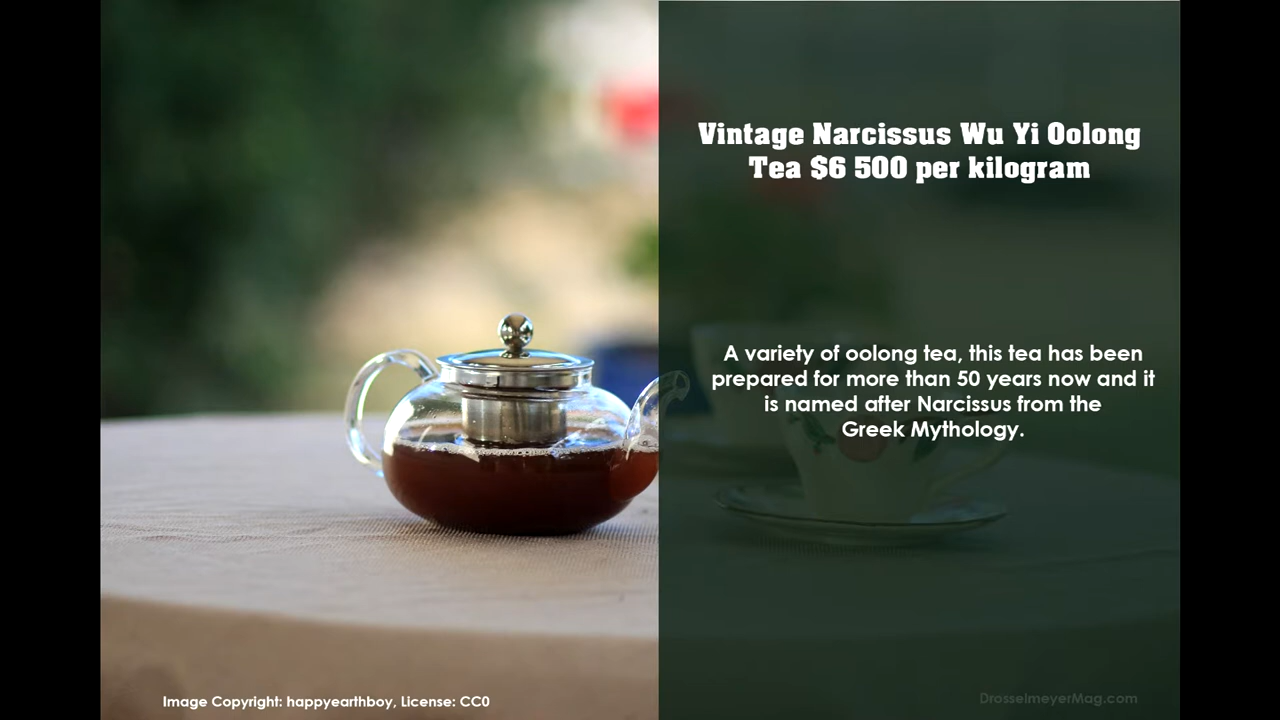 Vintage Narcissus Wu Yi Oolong
Tea $6 500 per kilogram
A variety of oolong tea, this tea has been
prepared for more than 50 years now and it
is named after Narcissus from the
Greek Mythology.
Image Copyright: happyearthboy, License: CC0
DrosselmeyerMag.com